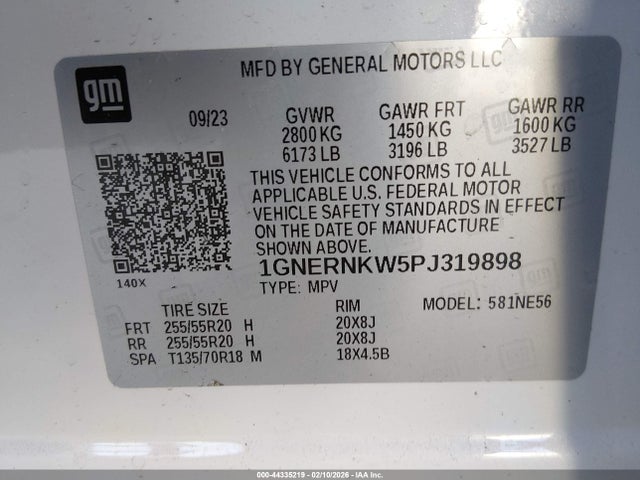 MFD BY GENERAL MOTORS LLC
gm
09/23
GVWR GAWR FRT GAWR RR
2800 KG 1450 KG 1600 KG
6173 LB 3196 LB 3527 LB
THIS VEHICLE CONFORMS TO ALL
APPLICABLE U.S. FEDERAL MOTOR
VEHICLE SAFETY STANDARDS IN EFFECT
ON THE DATE OF MANUFACTURE
SHOWN ABOVE.
140X
1GNERNKW5PJ319898
TYPE: MPV MODEL: 581NE56
TIRE SIZE RIM
FRT 255/55R20 H 20X8J
RR 255/55R20 H 20X8J
SPA T135/70R18 M 18X4.5B
000-44335219 - 02/10/2026 - IAA Inc.